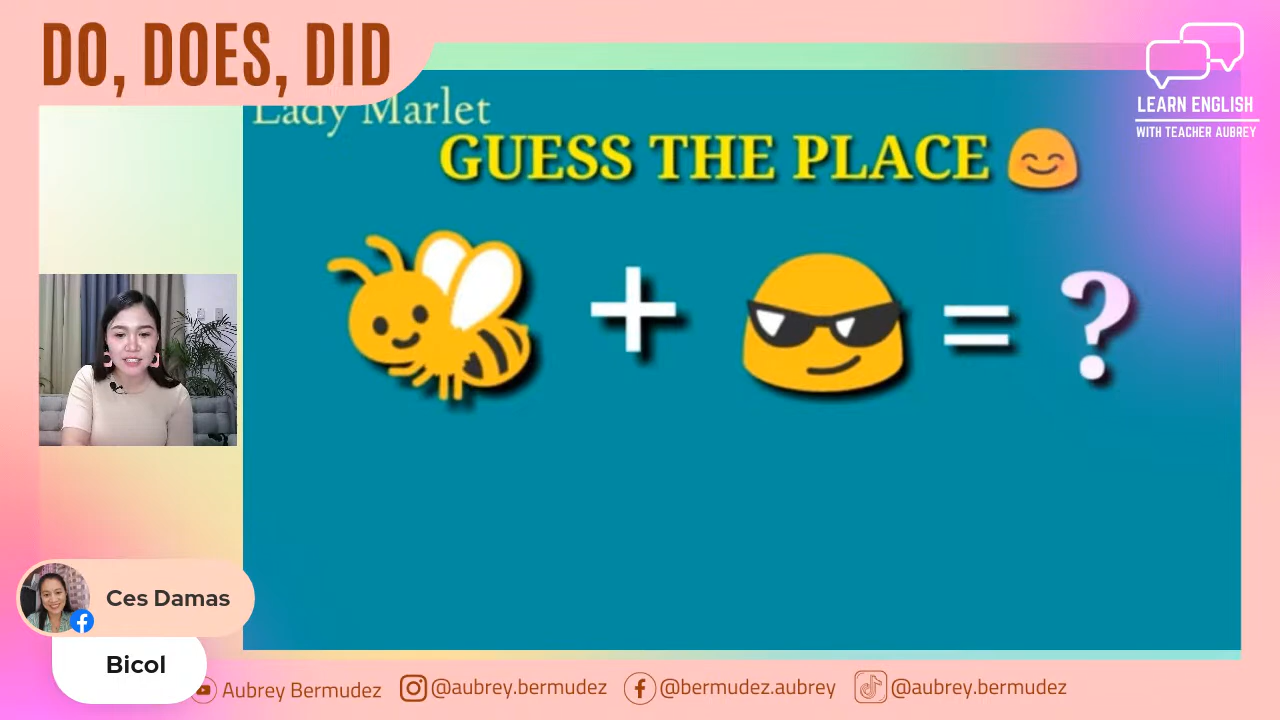 DO, DOES, DID
LEARN ENGLISH
WITH TEACHER AUBREY
Lady Marlet
GUESS THE PLACE
+
=
?
Ces Damas
Bicol
Aubrey Bermudez
@aubrey.bermudez
@bermudez.aubrey
@aubrey.bermudez